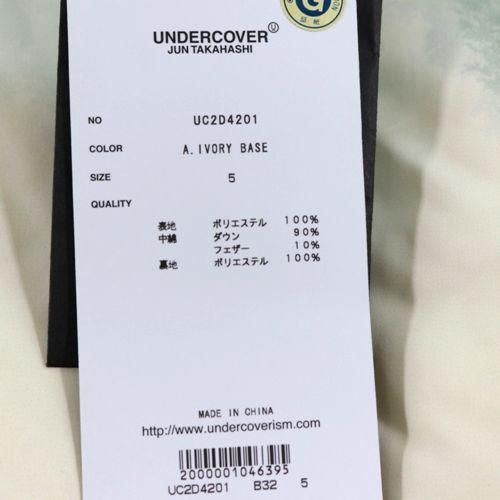 UNDERCOVER U
JUN TAKAHASHI
NO UC2D4201
COLOR A.IVORY BASE
SIZE 5
QUALITY
表地 ポリエステル 100%
中綿 ダウン 90%
フェザー 10%
裏地 ポリエステル 100%
MADE IN CHINA
http://www.undercoverism.com
2000001046395
UC2D4201 B32 5